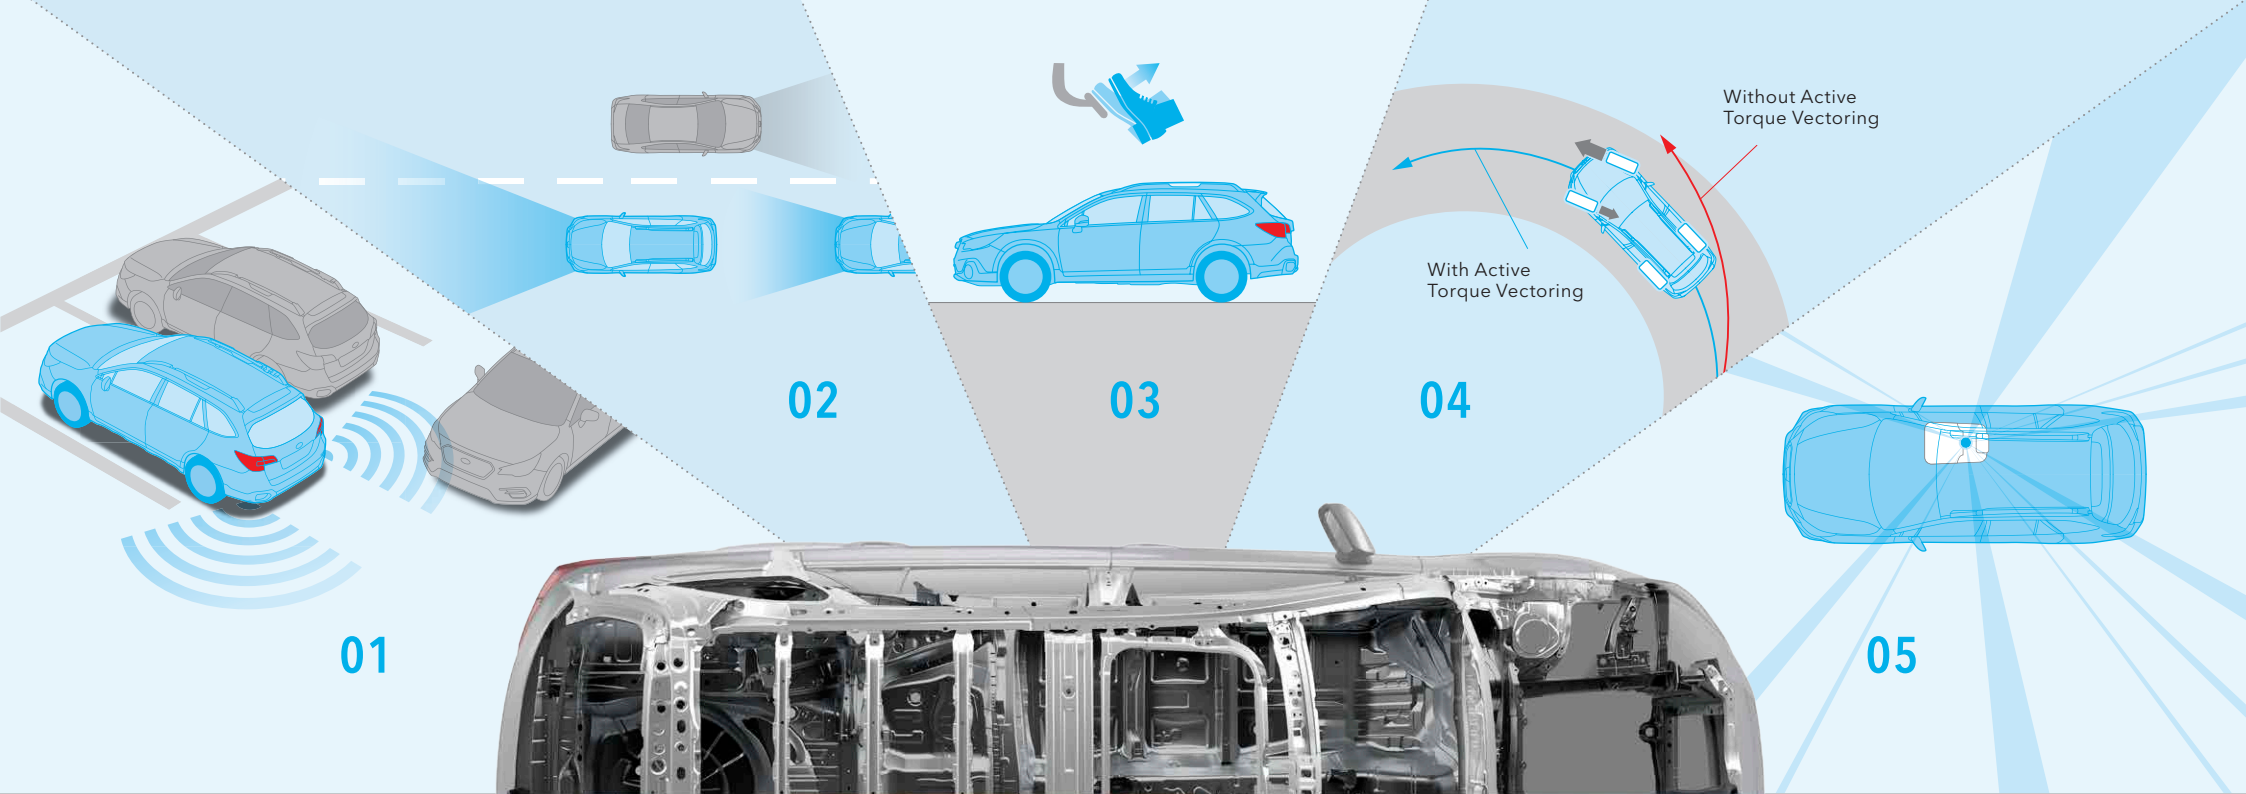 Without Active
Torque Vectoring
With Active
Torque Vectoring
01
02
03
04
05